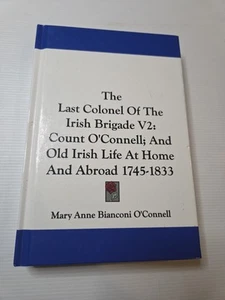 The
Last Colonel Of The
Irish Brigade V2:
Count O'Connell; And
Old Irish Life At Home
And Abroad 1745-1833
Mary Anne Bianconi O'Connell